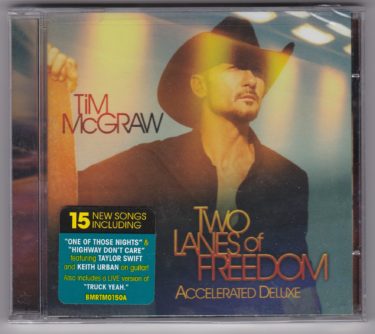 TiM
McGRAW
TWO
LANES of
FREEDOM
ACCELERATED DELUXE
15 NEW SONGS
INCLUDING
"ONE OF THOSE NIGHTS" &
"HIGHWAY DON'T CARE"
featuring TAYLOR SWIFT
and KEITH URBAN on guitar!
Also includes a LIVE version of
"TRUCK YEAH."
BMRTM0150A